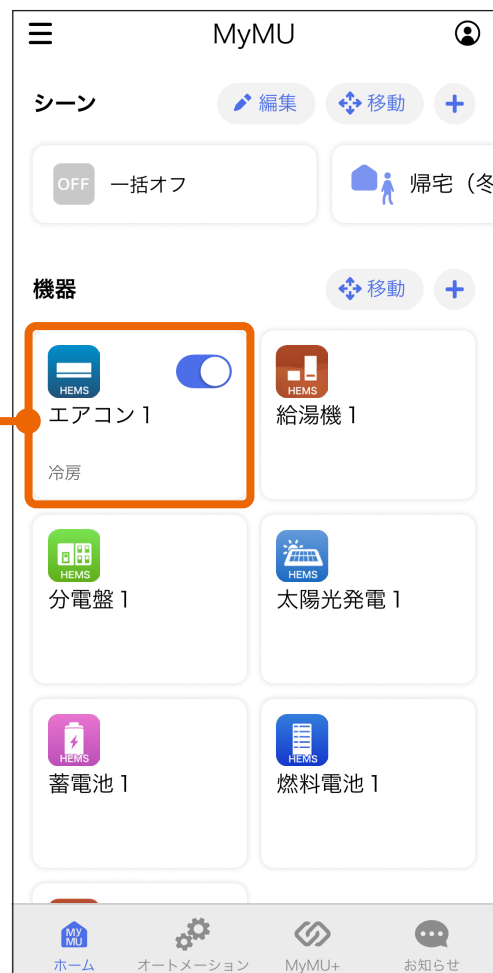 MyMU
シーン
編集
移動
OFF 一括オフ
帰宅（冬
機器
移動
HEMS
エアコン 1
冷房
HEMS
給湯機 1
HEMS
分電盤 1
HEMS
太陽光発電 1
HEMS
蓄電池 1
HEMS
燃料電池 1
MY
MU
ホーム
オートメーション
MyMU+
お知らせ